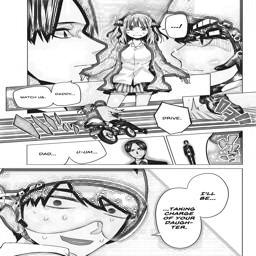 ...!
WATCH US,
DADDY...
DRIVE.
DAD...
U-UM...
I'LL
BE...
...TAKING
CHARGE OF
YOUR
DAUGH-
TER.